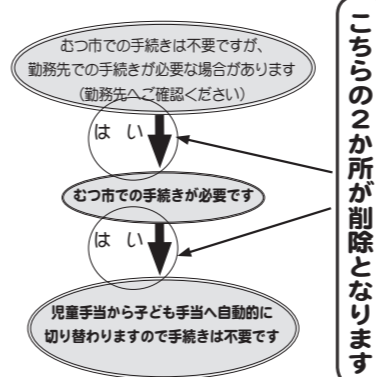 むつ市での手続きは不要ですが、
勤務先での手続きが必要な場合があります
（勤務先へご確認ください）
はい
むつ市での手続きが必要です
はい
児童手当から子ども手当へ自動的に
切り替わりますので手続きは不要です
こちらの２か所が削除となります